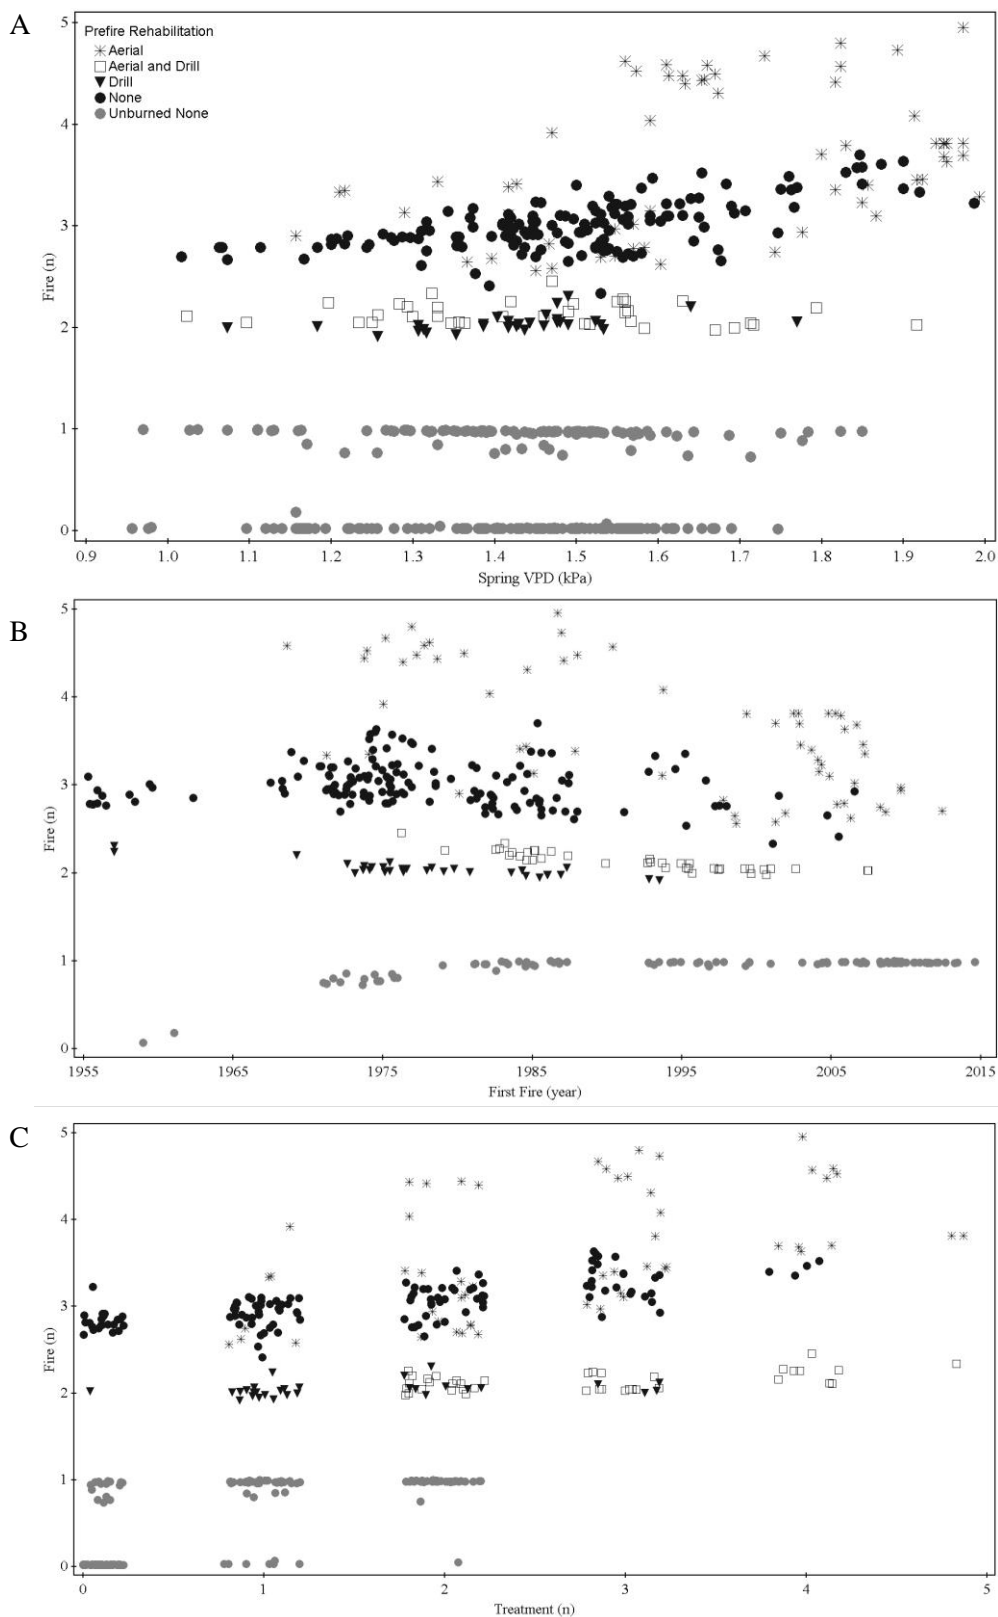 A
Prefire Rehabilitation
Aerial
Aerial and Drill
Drill
None
Unburned None
5
4
3
2
1
0
Fire (n)
0.9 1.0 1.1 1.2 1.3 1.4 1.5 1.6 1.7 1.8 1.9 2.0
Spring VPD (kPa)
B
5
4
3
2
1
0
Fire (n)
1955 1965 1975 1985 1995 2005 2015
First Fire (year)
C
5
4
3
2
1
0
Fire (n)
0 1 2 3 4 5
Treatment (n)